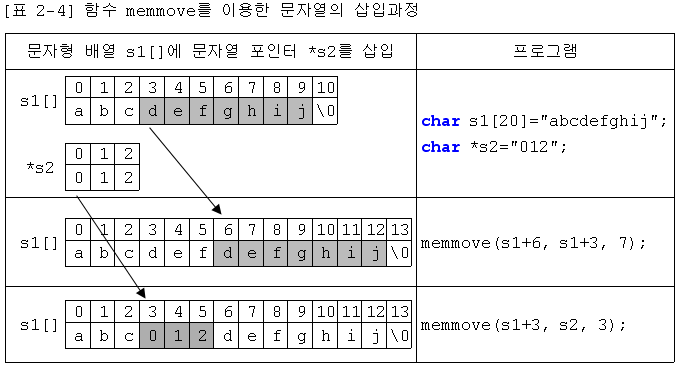 [표 2-4] 함수 memmove를 이용한 문자열의 삽입과정
문자형 배열 s1[]에 문자열 포인터 *s2를 삽입 프로그램
0 1 2 3 4 5 6 7 8 9 10
s1[] a b c d e f g h i j \0
char s1[20]="abcdefghij";
char *s2="012";
0 1 2
*s2 0 1 2
0 1 2 3 4 5 6 7 8 9 10 11 12 13
s1[] a b c d e f d e f g h i j \0
memmove(s1+6, s1+3, 7);
0 1 2 3 4 5 6 7 8 9 10 11 12 13
s1[] a b c 0 1 2 d e f g h i j \0
memmove(s1+3, s2, 3);